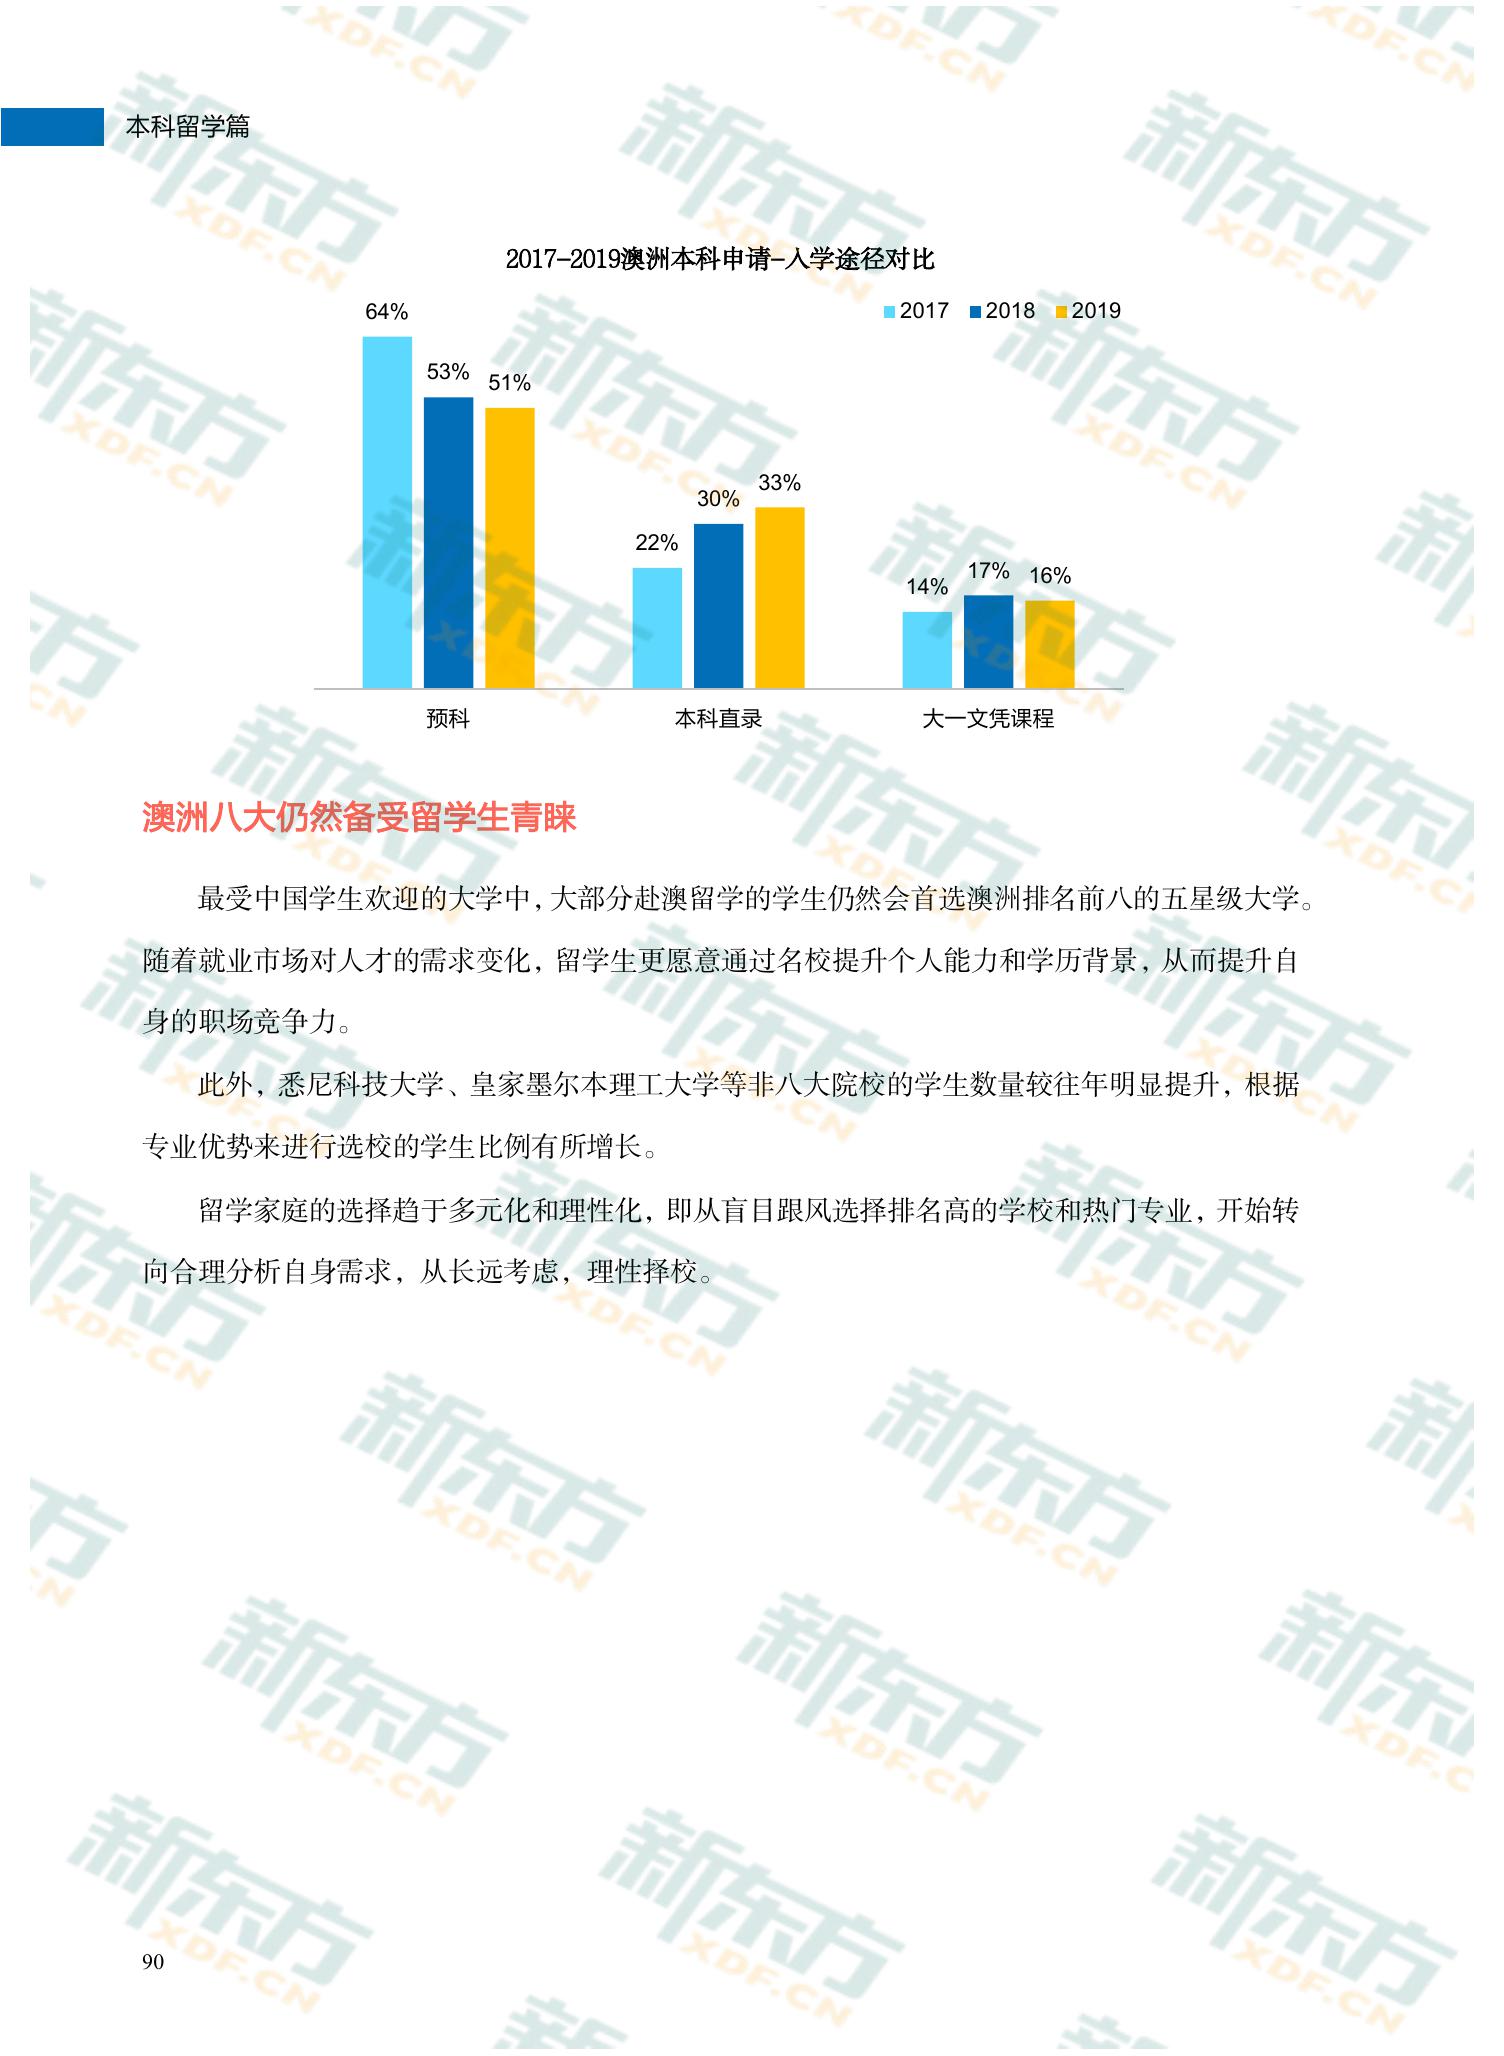 本科留学篇
2017-2019澳洲本科申请-入学途径对比
2017 2018 2019
64%
53%
51%
22%
30%
33%
14%
17%
16%
预科 本科直录 大一文凭课程
澳洲八大仍然备受留学生青睐
最受中国学生欢迎的大学中，大部分赴澳留学的学生仍然会首选澳洲排名前八的五星级大学。
随着就业市场对人才的需求变化，留学生更愿意通过名校提升个人能力和学历背景，从而提升自
身的职场竞争力。
此外，悉尼科技大学、皇家墨尔本理工大学等非八大院校的学生数量较往年明显提升，根据
专业优势来进行选校的学生比例有所增长。
留学家庭的选择趋于多元化和理性化，即从盲目跟风选择排名高的学校和热门专业，开始转
向合理分析自身需求，从长远考虑，理性择校。
90
新东方
XDF.CN